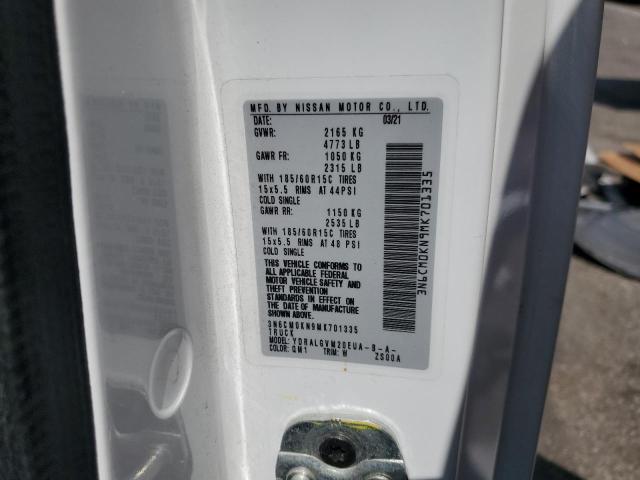 MFD. BY NISSAN MOTOR CO., LTD.
DATE: 03/21
GVWR: 2165 KG
4773 LB
GAWR FR: 1050 KG
2315 LB
WITH 185/60R15C TIRES
15x5.5 RIMS AT 44PSI
COLD SINGLE
GAWR RR: 1150 KG
2535 LB
WITH 185/60R15C TIRES
15x5.5 RIMS AT 48 PSI
COLD SINGLE
THIS VEHICLE CONFORMS TO
ALL APPLICABLE FEDERAL
MOTOR VEHICLE SAFETY AND
THEFT PREVENTION
STANDARDS IN EFFECT ON
THE DATE OF MANUFACTURE
SHOWN ABOVE.
3N6CM0KN9MK701335
TRUCK
MODEL: YDRALGVM20EUA-B-A-
COLOR: QM1 TRIM: W ZS00A
3N6CM0KN9MK701335